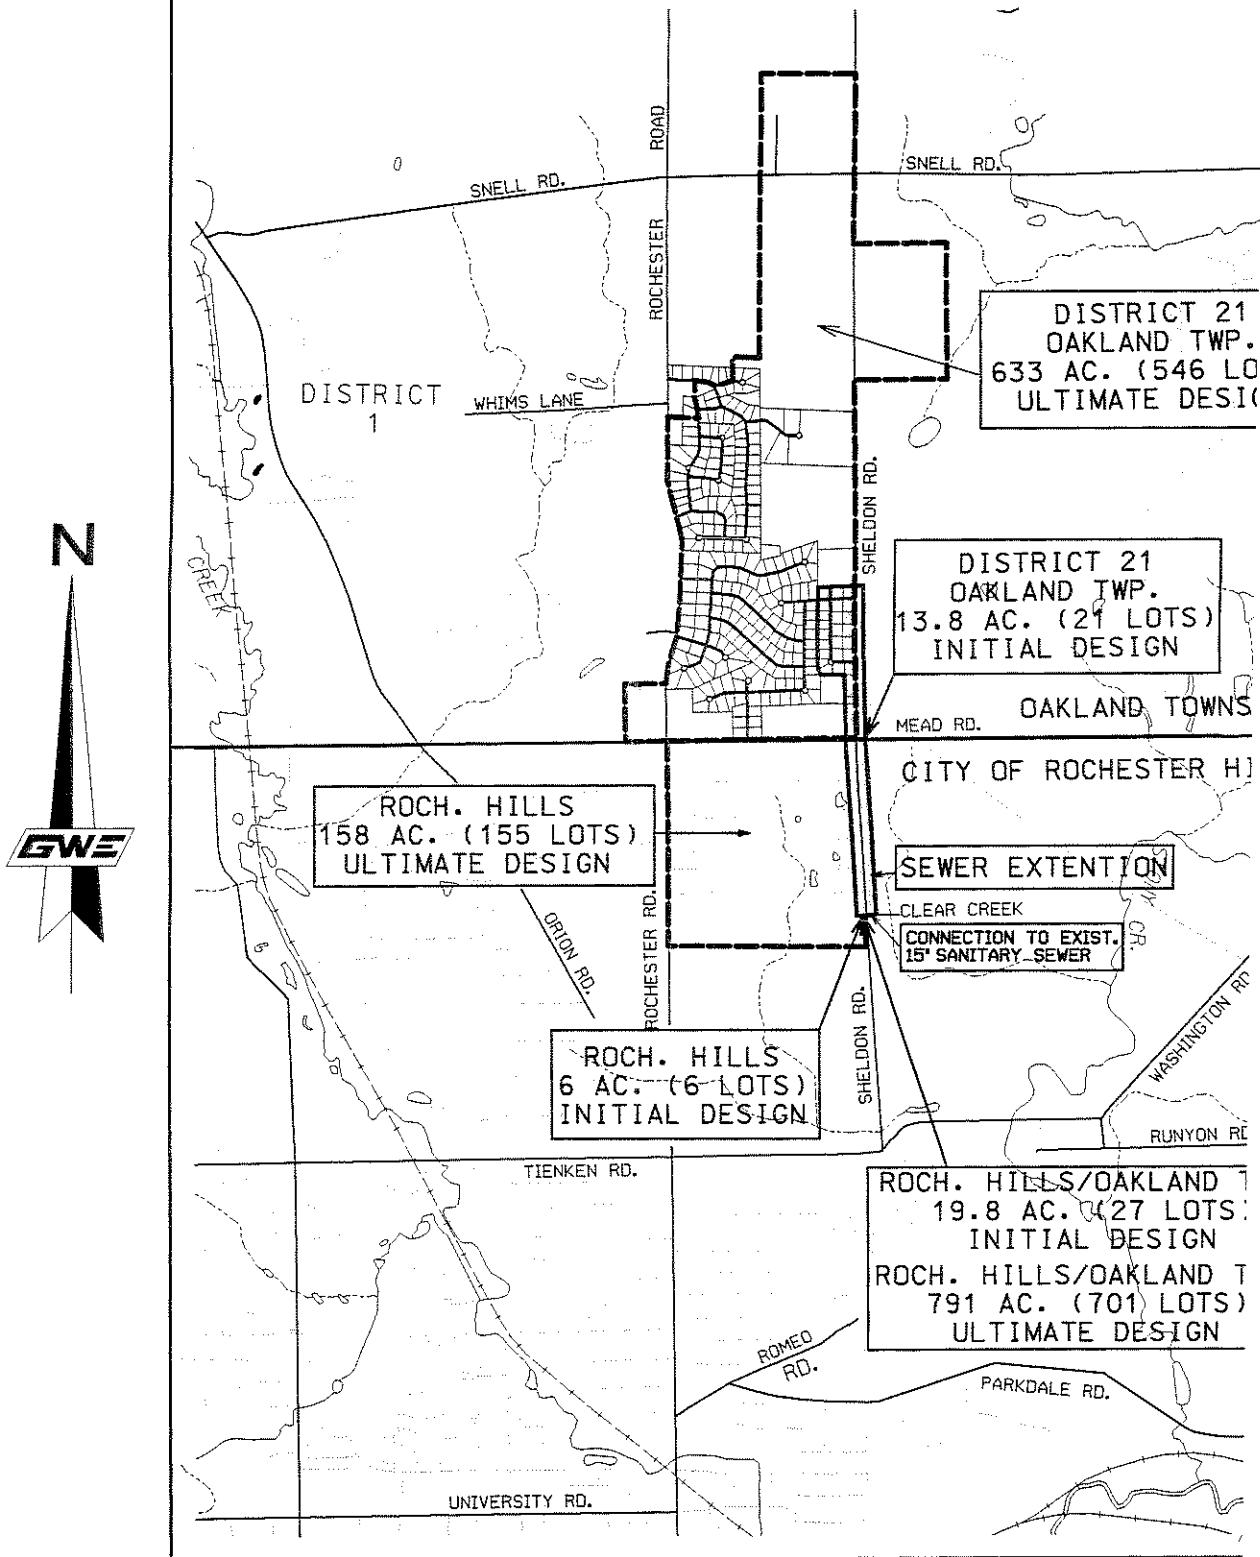 ROCHESTER ROAD
SNELL RD.
SNELL RD.
DISTRICT 21
OAKLAND TWP.
633 AC. (546 LO
ULTIMATE DESIG
DISTRICT
1
WHIMS LANE
SHELDON RD.
N
CREEK
DISTRICT 21
OAKLAND TWP.
13.8 AC. (21 LOTS)
INITIAL DESIGN
OAKLAND TOWNS
MEAD RD.
CITY OF ROCHESTER HI
ROCH. HILLS
158 AC. (155 LOTS)
ULTIMATE DESIGN
GWE
SEWER EXTENTION
STONY CR.
CLEAR CREEK
CONNECTION TO EXIST.
15" SANITARY SEWER
ORION RD.
ROCHESTER RD.
SHELDON RD.
WASHINGTON RD
ROCH. HILLS
6 AC. (6 LOTS)
INITIAL DESIGN
RUNYON RD
TIENKEN RD.
ROCH. HILLS/OAKLAND T
19.8 AC. (27 LOTS)
INITIAL DESIGN
ROCH. HILLS/OAKLAND T
791 AC. (701 LOTS)
ULTIMATE DESIGN
ROMEO
RD.
PARKDALE RD.
UNIVERSITY RD.